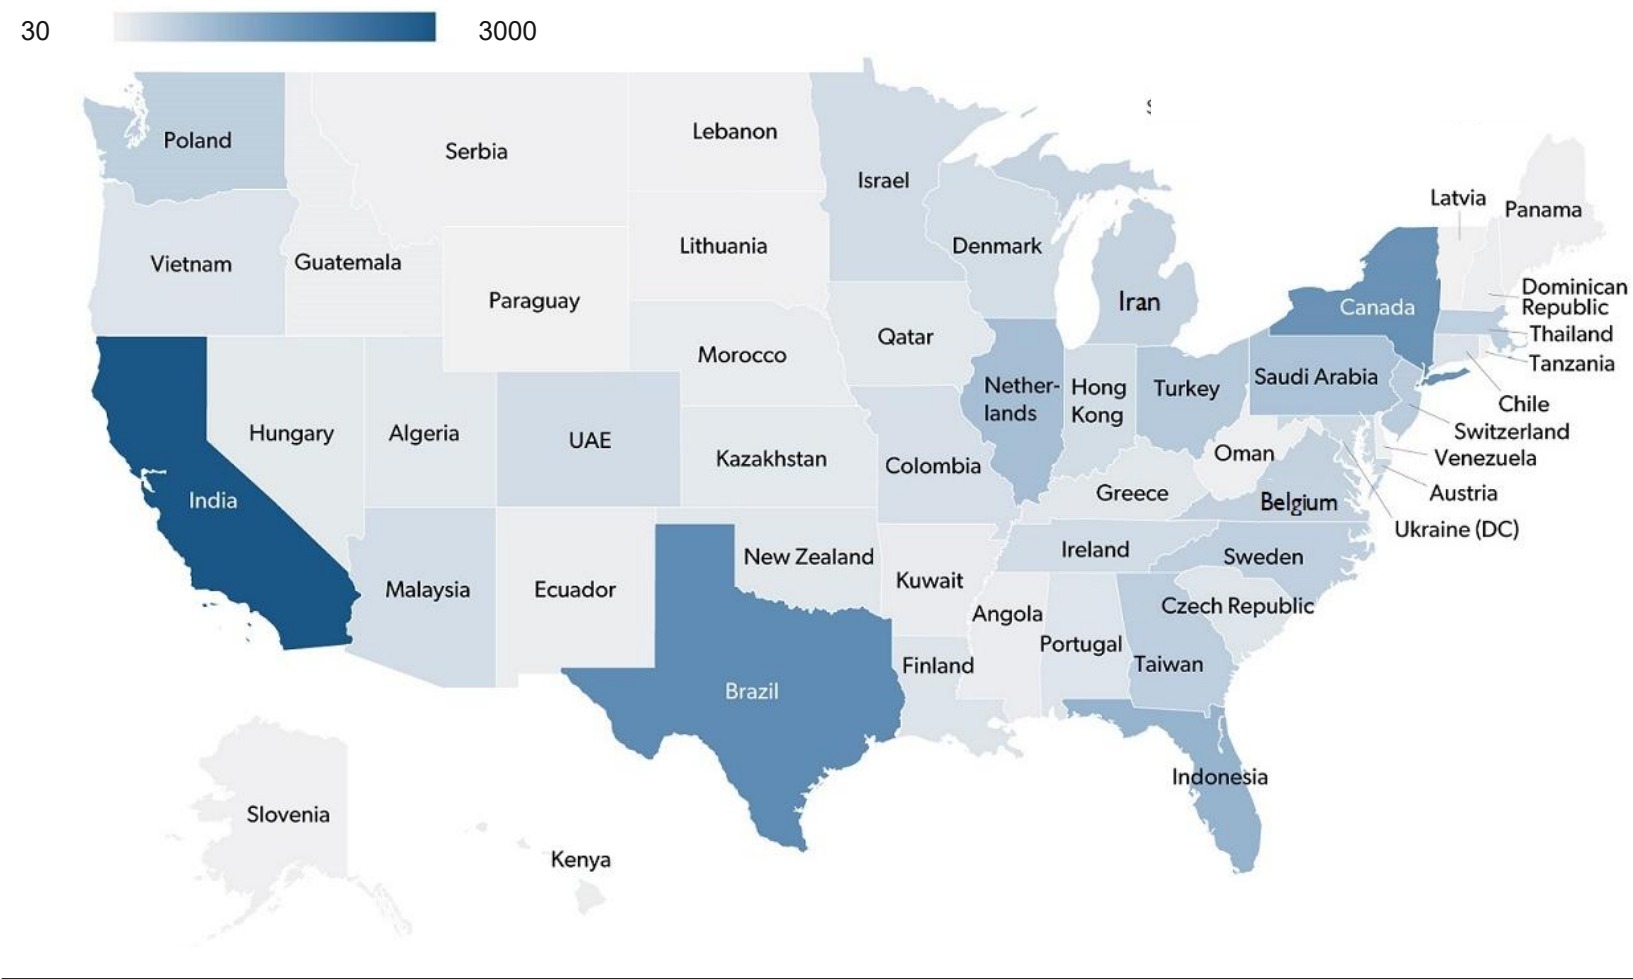 30
3000
Poland
Serbia
Lebanon
Israel
Latvia
Panama
Vietnam
Guatemala
Lithuania
Denmark
Iran
Canada
Dominican
Republic
Paraguay
Qatar
Thailand
Morocco
Tanzania
Nether-
lands
Hong
Kong
Turkey
Saudi Arabia
Chile
Hungary
Algeria
UAE
Switzerland
Kazakhstan
Colombia
Oman
Venezuela
India
Greece
Belgium
Austria
Ukraine (DC)
New Zealand
Ireland
Sweden
Malaysia
Ecuador
Kuwait
Angola
Czech Republic
Portugal
Taiwan
Finland
Brazil
Indonesia
Slovenia
Kenya